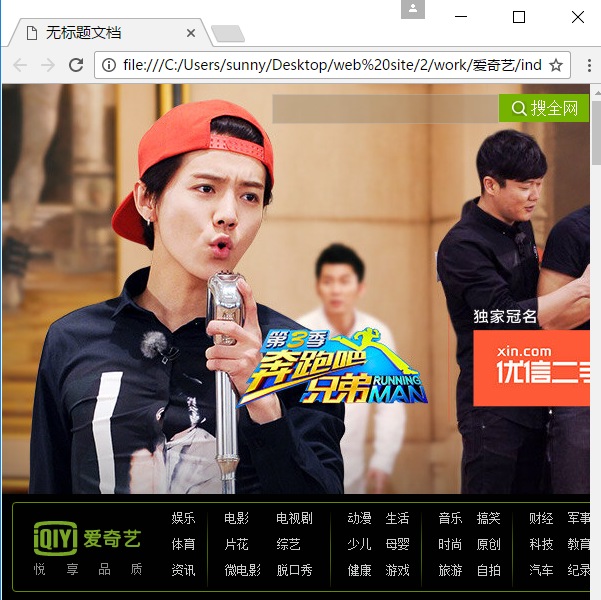 无标题文档
file:///C:/Users/sunny/Desktop/web%20site/2/work/爱奇艺/ind
搜全网
独家冠名
xin.com
优信二手
第3季
奔跑吧
兄弟 RUNNING MAN
娱乐 电影 电视剧 动漫 生活 音乐 搞笑 财经 军事
iQIYI 爱奇艺
体育 片花 综艺 少儿 母婴 时尚 原创 科技 教育
悦享品质
资讯 微电影 脱口秀 健康 游戏 旅游 自拍 汽车 纪录